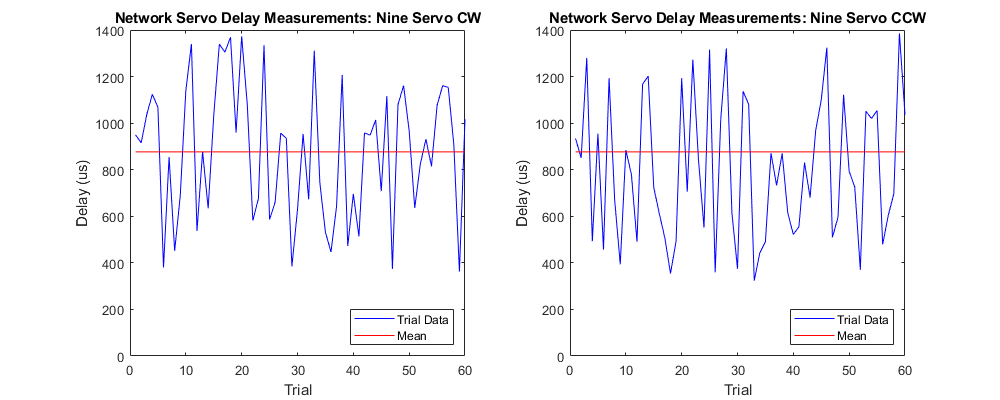 Network Servo Delay Measurements: Nine Servo CW
1400
1200
1000
800
600
400
200
0
Delay (us)
0 10 20 30 40 50 60
Trial
Trial Data
Mean
Network Servo Delay Measurements: Nine Servo CCW
1400
1200
1000
800
600
400
200
0
Delay (us)
0 10 20 30 40 50 60
Trial
Trial Data
Mean